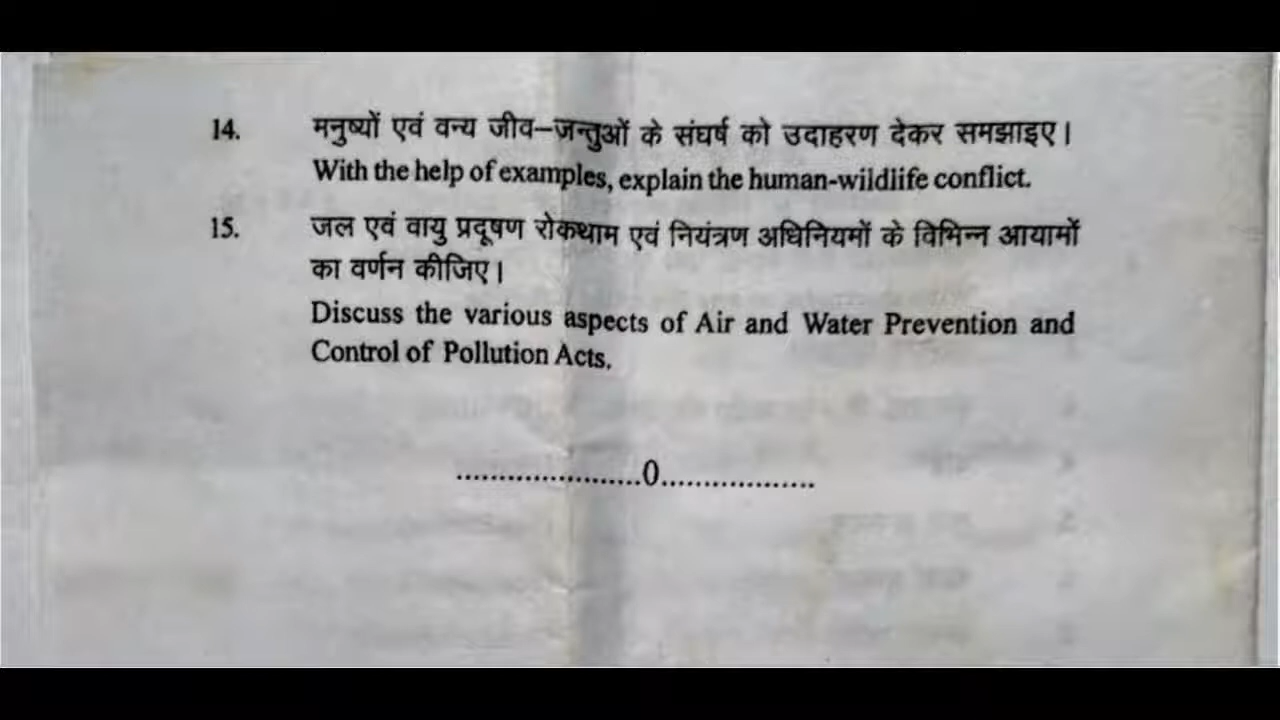 14. मनुष्यों एवं वन्य जीव–जन्तुओं के संघर्ष को उदाहरण देकर समझाइए।
With the help of examples, explain the human-wildlife conflict.
15. जल एवं वायु प्रदूषण रोकथाम एवं नियंत्रण अधिनियमों के विभिन्न आयामों
का वर्णन कीजिए।
Discuss the various aspects of Air and Water Prevention and
Control of Pollution Acts.
......................0..................